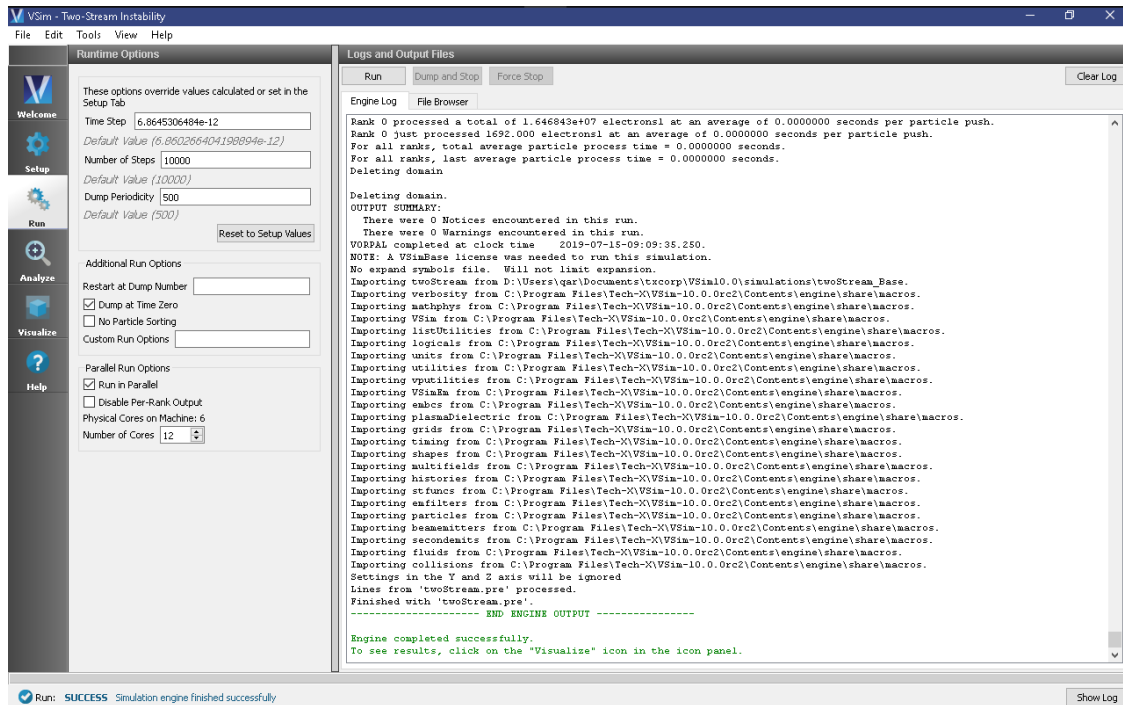 VSim - Two-Stream Instability
File Edit Tools View Help
Runtime Options
These options override values calculated or set in the
Setup Tab
Time Step 6.8645306484e-12
Default Value (6.860266404198894e-12)
Number of Steps 10000
Default Value (10000)
Dump Periodicity 500
Default Value (500)
Reset to Setup Values
Additional Run Options
Restart at Dump Number
Dump at Time Zero
No Particle Sorting
Custom Run Options
Parallel Run Options
Run in Parallel
Disable Per-Rank Output
Physical Cores on Machine: 6
Number of Cores 12
Welcome
Setup
Run
Analyze
Visualize
Help
Logs and Output Files
Run Dump and Stop Force Stop Clear Log
Engine Log File Browser
Rank 0 processed a total of 1.646843e+07 electrons1 at an average of 0.0000000 seconds per particle push.
Rank 0 just processed 1692.000 electrons1 at an average of 0.0000000 seconds per particle push.
For all ranks, total average particle process time = 0.0000000 seconds.
For all ranks, last average particle process time = 0.0000000 seconds.
Deleting domain
Deleting domain.
OUTPUT SUMMARY:
There were 0 Notices encountered in this run.
There were 0 Warnings encountered in this run.
VORPAL completed at clock time 2019-07-15-09:09:35.250.
NOTE: A VSimBase license was needed to run this simulation.
No expand symbols file. Will not limit expansion.
Importing twoStream from D:\Users\qar\Documents\txcorp\VSim10.0\simulations\twoStream_Base.
Importing verbosity from C:\Program Files\Tech-X\VSim-10.0.0rc2\Contents\engine\share\macros.
Importing mathphys from C:\Program Files\Tech-X\VSim-10.0.0rc2\Contents\engine\share\macros.
Importing VSim from C:\Program Files\Tech-X\VSim-10.0.0rc2\Contents\engine\share\macros.
Importing listUtilities from C:\Program Files\Tech-X\VSim-10.0.0rc2\Contents\engine\share\macros.
Importing logicals from C:\Program Files\Tech-X\VSim-10.0.0rc2\Contents\engine\share\macros.
Importing units from C:\Program Files\Tech-X\VSim-10.0.0rc2\Contents\engine\share\macros.
Importing utilities from C:\Program Files\Tech-X\VSim-10.0.0rc2\Contents\engine\share\macros.
Importing vputilities from C:\Program Files\Tech-X\VSim-10.0.0rc2\Contents\engine\share\macros.
Importing VSimEm from C:\Program Files\Tech-X\VSim-10.0.0rc2\Contents\engine\share\macros.
Importing embcs from C:\Program Files\Tech-X\VSim-10.0.0rc2\Contents\engine\share\macros.
Importing plasmaDielectric from C:\Program Files\Tech-X\VSim-10.0.0rc2\Contents\engine\share\macros.
Importing grids from C:\Program Files\Tech-X\VSim-10.0.0rc2\Contents\engine\share\macros.
Importing timing from C:\Program Files\Tech-X\VSim-10.0.0rc2\Contents\engine\share\macros.
Importing shapes from C:\Program Files\Tech-X\VSim-10.0.0rc2\Contents\engine\share\macros.
Importing multifields from C:\Program Files\Tech-X\VSim-10.0.0rc2\Contents\engine\share\macros.
Importing histories from C:\Program Files\Tech-X\VSim-10.0.0rc2\Contents\engine\share\macros.
Importing stfuncs from C:\Program Files\Tech-X\VSim-10.0.0rc2\Contents\engine\share\macros.
Importing emfilters from C:\Program Files\Tech-X\VSim-10.0.0rc2\Contents\engine\share\macros.
Importing particles from C:\Program Files\Tech-X\VSim-10.0.0rc2\Contents\engine\share\macros.
Importing beamemitters from C:\Program Files\Tech-X\VSim-10.0.0rc2\Contents\engine\share\macros.
Importing secondemits from C:\Program Files\Tech-X\VSim-10.0.0rc2\Contents\engine\share\macros.
Importing fluids from C:\Program Files\Tech-X\VSim-10.0.0rc2\Contents\engine\share\macros.
Importing collisions from C:\Program Files\Tech-X\VSim-10.0.0rc2\Contents\engine\share\macros.
Settings in the Y and Z axis will be ignored
Lines from 'twoStream.pre' processed.
Finished with 'twoStream.pre'.
--------------------- END ENGINE OUTPUT ----------------
Engine completed successfully.
To see results, click on the "Visualize" icon in the icon panel.
Run: SUCCESS Simulation engine finished successfully
Show Log